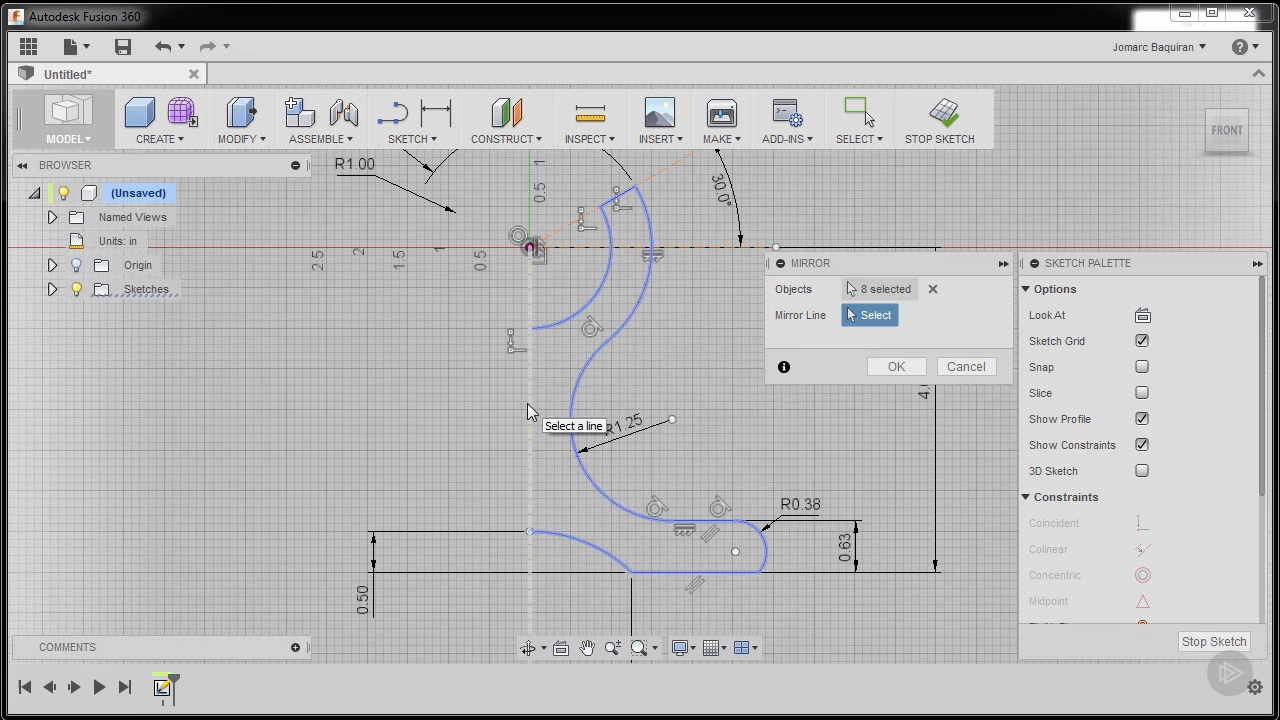 Autodesk Fusion 360
Jomarc Baquiran
Untitled*
MODEL
CREATE
MODIFY
ASSEMBLE
SKETCH
CONSTRUCT
INSPECT
INSERT
MAKE
ADD-INS
SELECT
STOP SKETCH
FRONT
BROWSER
(Unsaved)
Named Views
Units: in
Origin
Sketches
R1.00
1
0.5
30.0°
2.5
2
1.5
1
0.5
MIRROR
Objects
8 selected
Mirror Line
Select
OK
Cancel
SKETCH PALETTE
Options
Look At
Sketch Grid
Snap
Slice
Show Profile
Show Constraints
3D Sketch
Constraints
Coincident
Colinear
Concentric
Midpoint
Stop Sketch
Select a line
R1.25
R0.38
0.63
0.50
COMMENTS